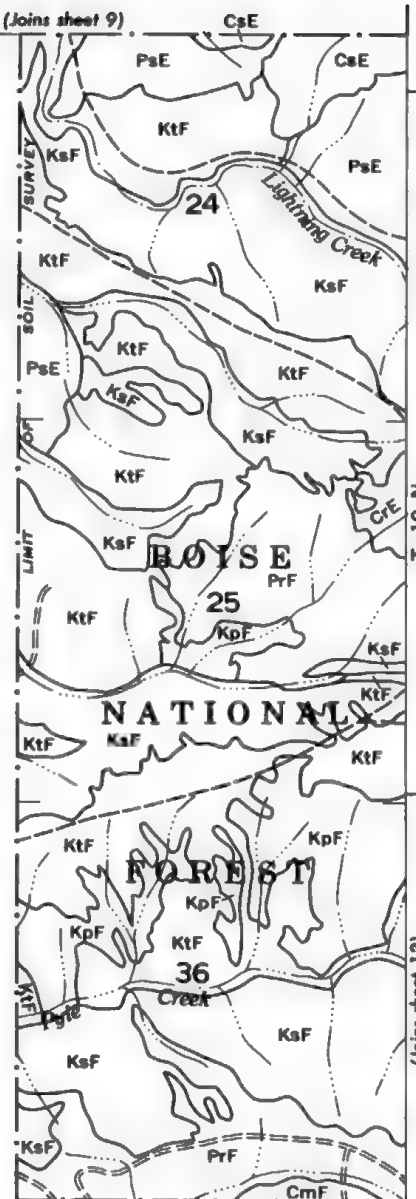 (Joins sheet 9)
CsE
PsE
CsE
KtF
KsF
PsE
SURVEY
24
Lightning Creek
KtF
KsF
SOIL
KtF
PsE
KtF
KsF
OF
KsF
KtF
CrE
LIMIT
KsF
BOISE
PrF
25
KtF
KpF
KsF
KtF
NATIONAL
KtF
KsF
KtF
KtF
KpF
FOREST
KpF
KpF
KtF
36
KtF
Pyle
Creek
KsF
KsF
KsF
PrF
CmF